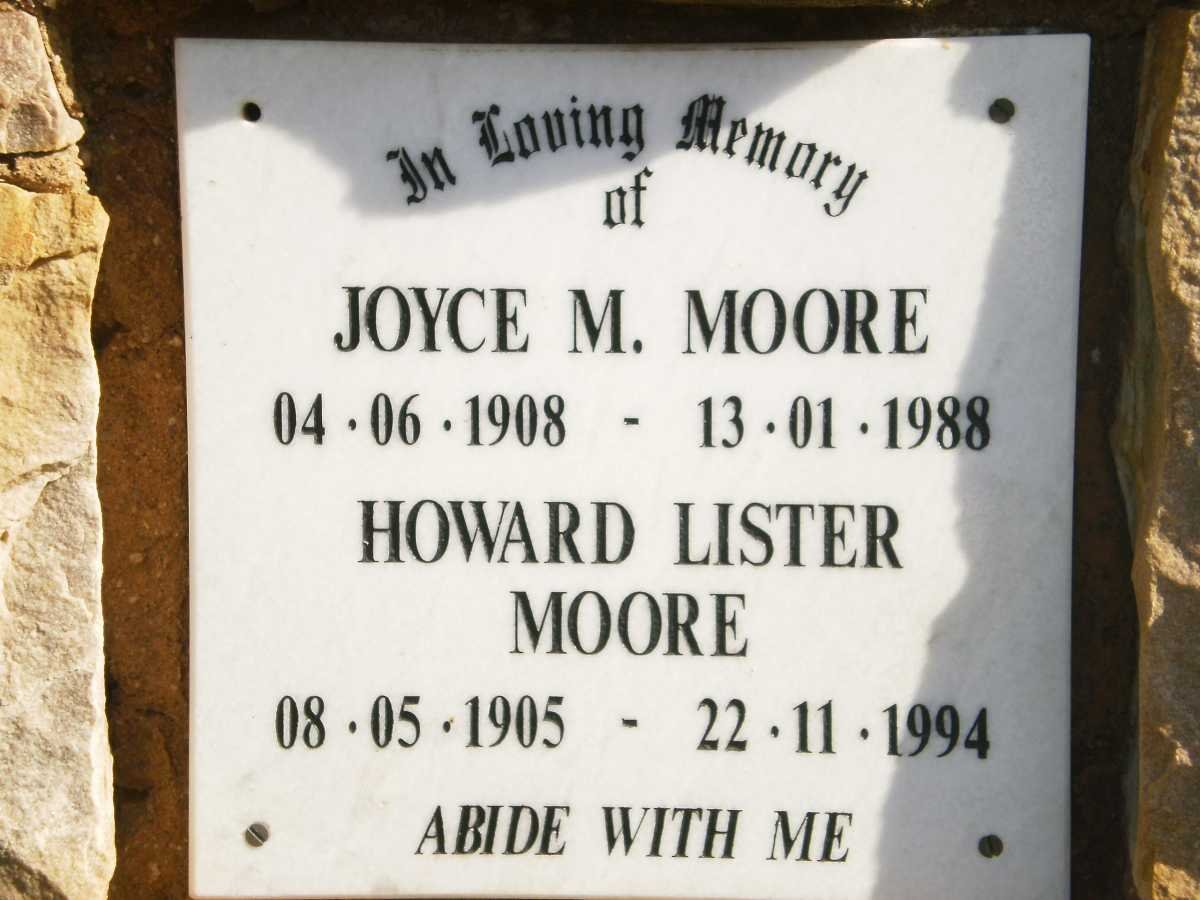 In Loving Memory
of
JOYCE M. MOORE
04·06·1908 - 13·01·1988
HOWARD LISTER
MOORE
08·05·1905 - 22·11·1994
ABIDE WITH ME